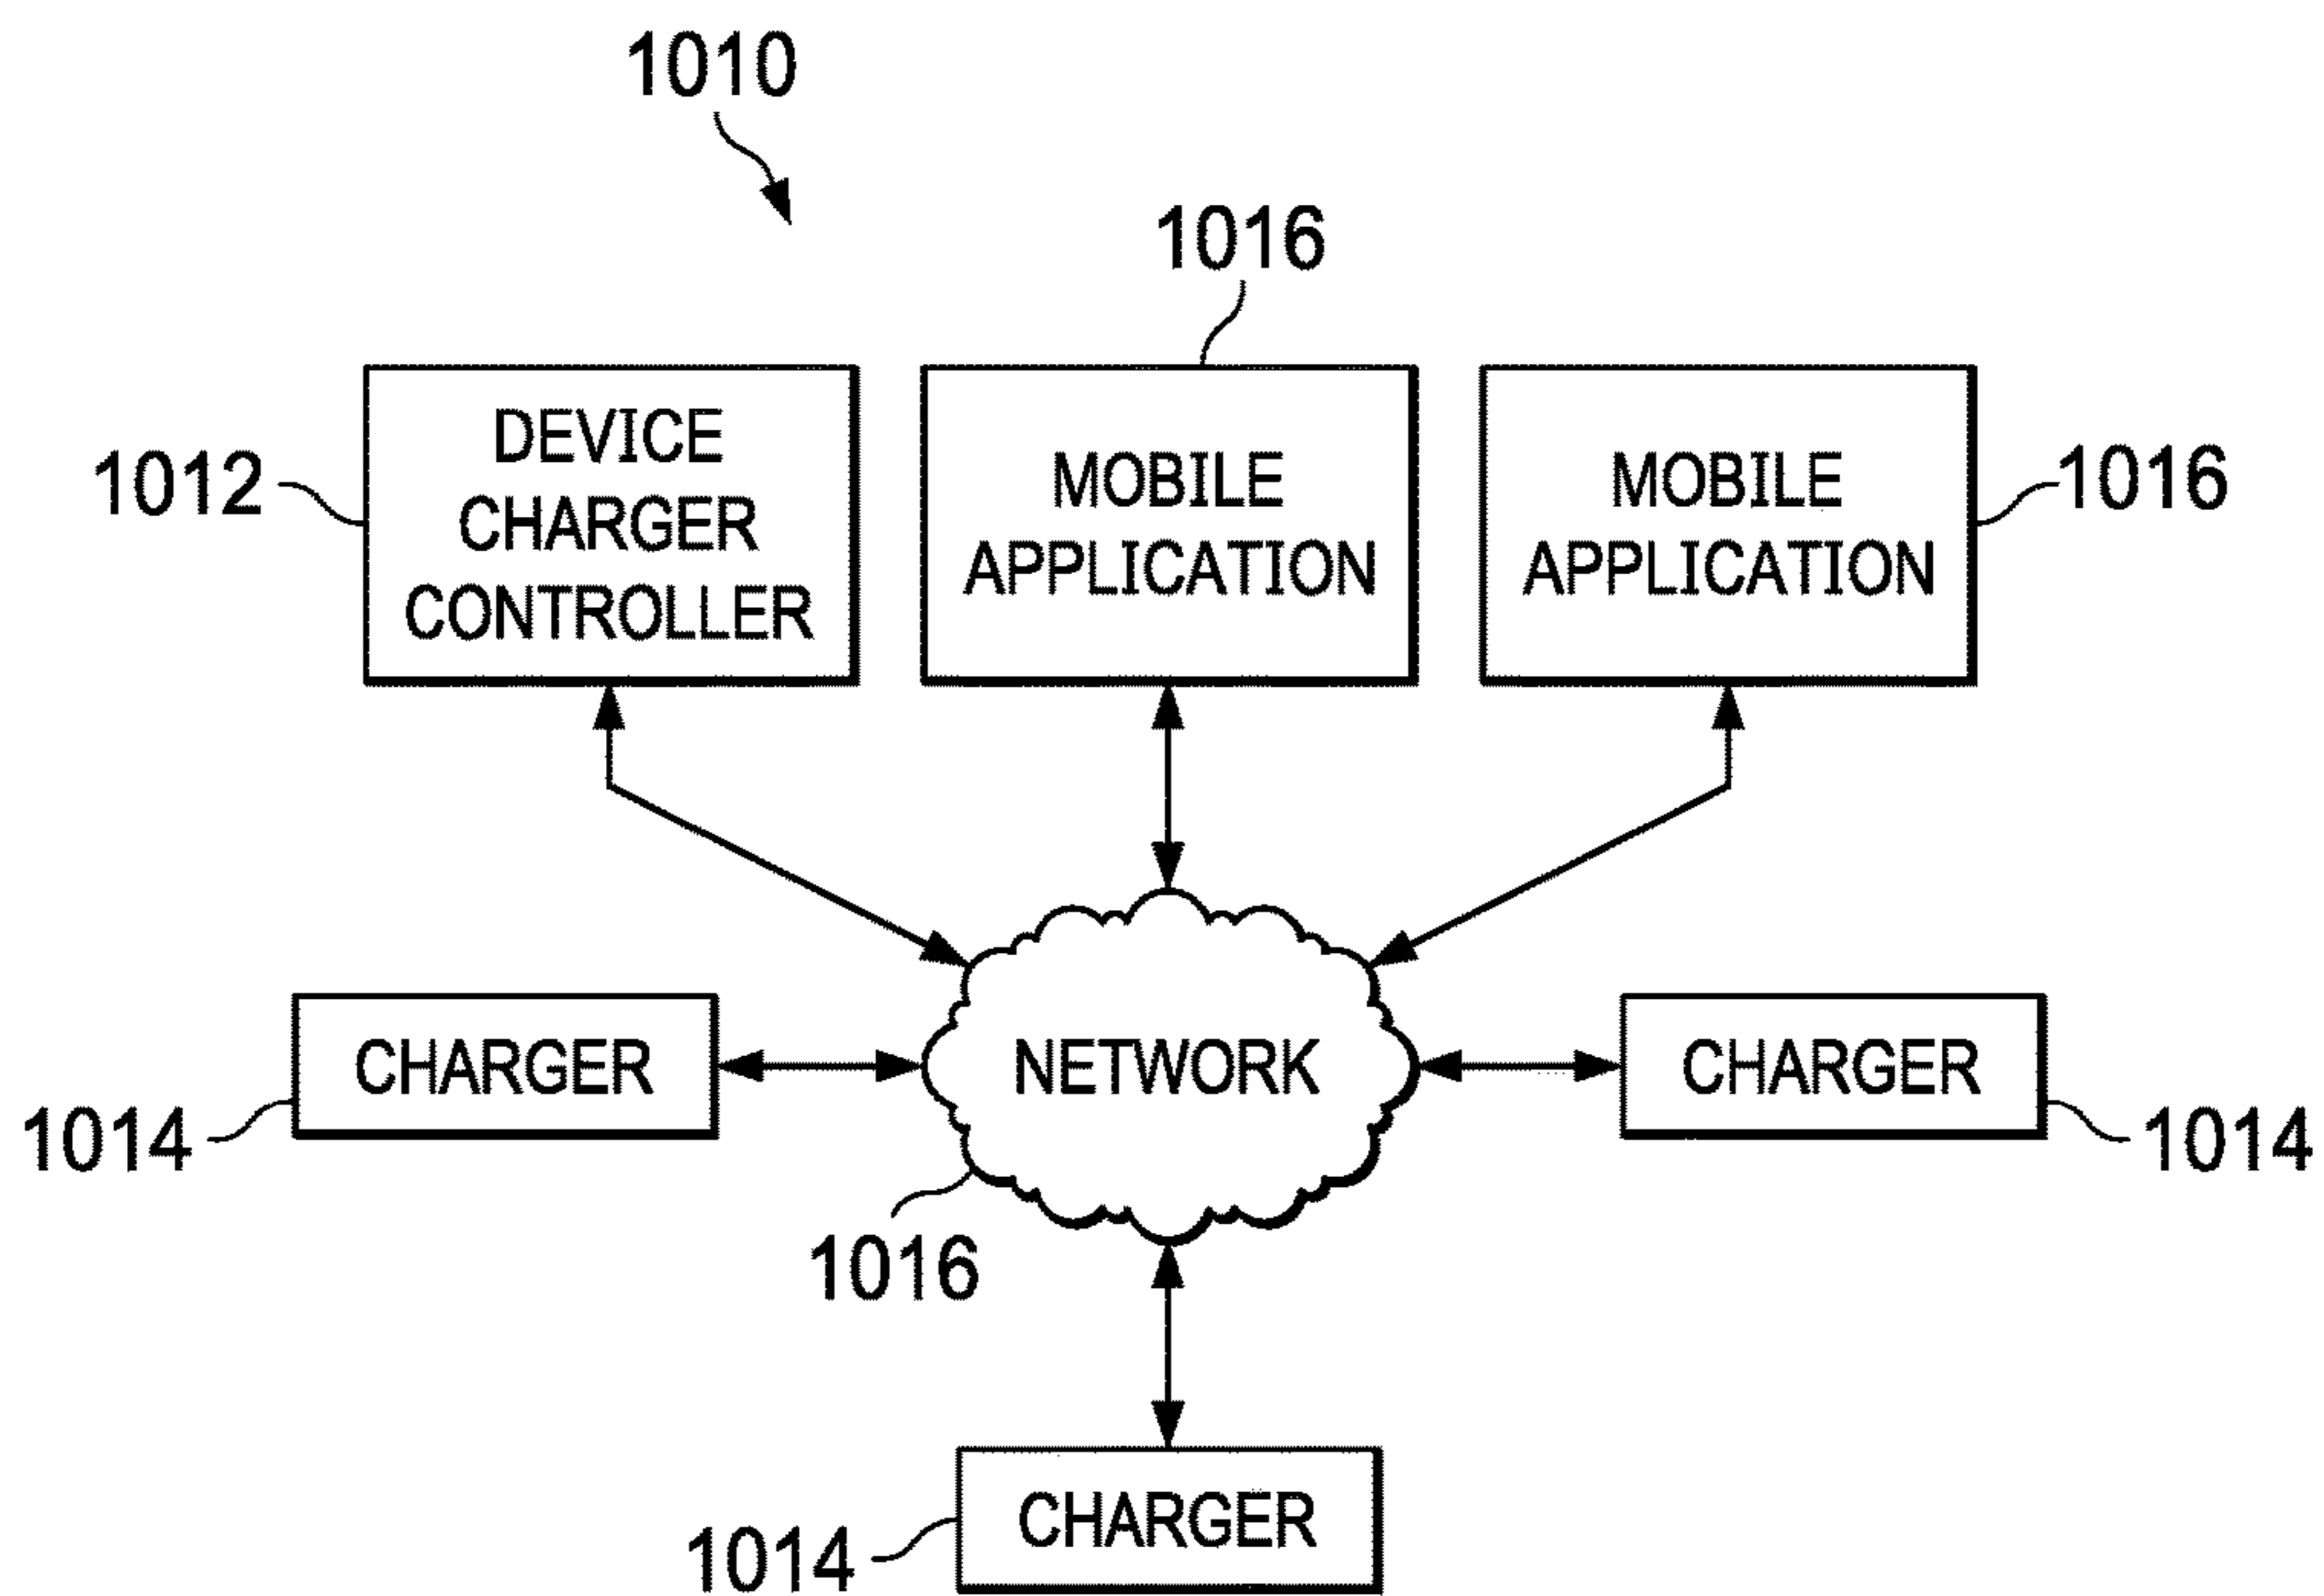 1010
1016
1012
DEVICE
CHARGER
CONTROLLER
MOBILE
APPLICATION
MOBILE
APPLICATION
1016
CHARGER
NETWORK
CHARGER
1014
1014
1016
CHARGER
1014